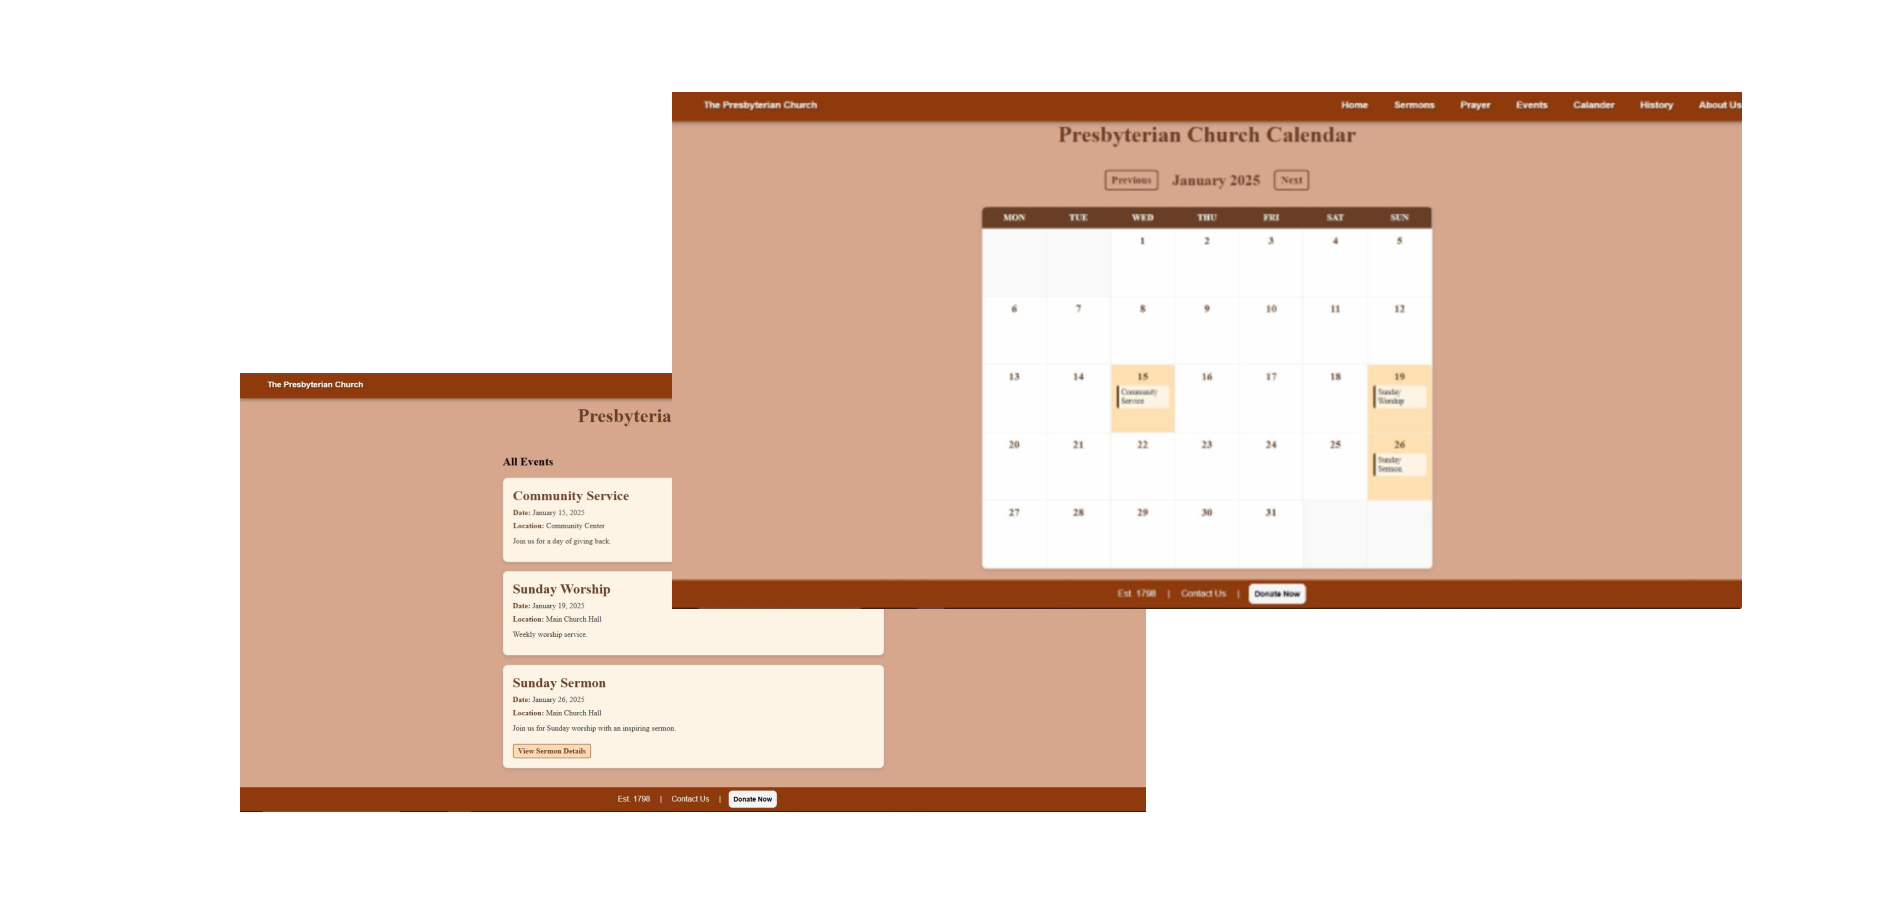 The Presbyterian Church Home Sermons Prayer Events Calander History About Us
Presbyterian Church Calendar
Previous January 2025 Next
MON TUE WED THU FRI SAT SUN
1 2 3 4 5
6 7 8 9 10 11 12
13 14 15 16 17 18 19
Community Sunday
Service Worship
20 21 22 23 24 25 26
Sunday
Sermon
27 28 29 30 31
Est. 1798 | Contact Us | Donate Now
The Presbyterian Church
Presbyteria
All Events
Community Service
Date: January 15, 2025
Location: Community Center
Join us for a day of giving back.
Sunday Worship
Date: January 19, 2025
Location: Main Church Hall
Weekly worship service.
Sunday Sermon
Date: January 26, 2025
Location: Main Church Hall
Join us for Sunday worship with an inspiring sermon.
View Sermon Details
Est. 1798 | Contact Us | Donate Now